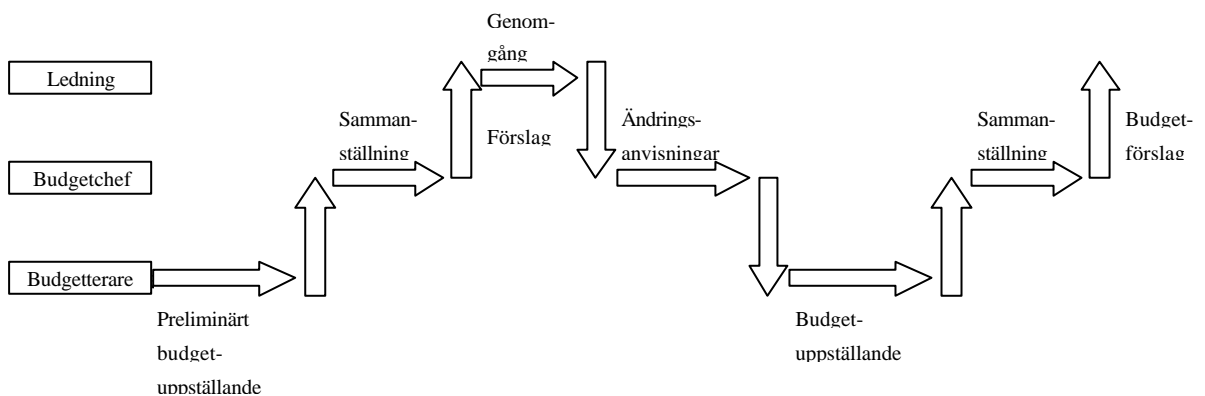 Genom-
gång
Ledning
Samman-
ställning
Förslag
Ändrings-
anvisningar
Samman-
ställning
Budget-
förslag
Budgetchef
Budgetterare
Preliminärt
budget-
uppställande
Budget-
uppställande